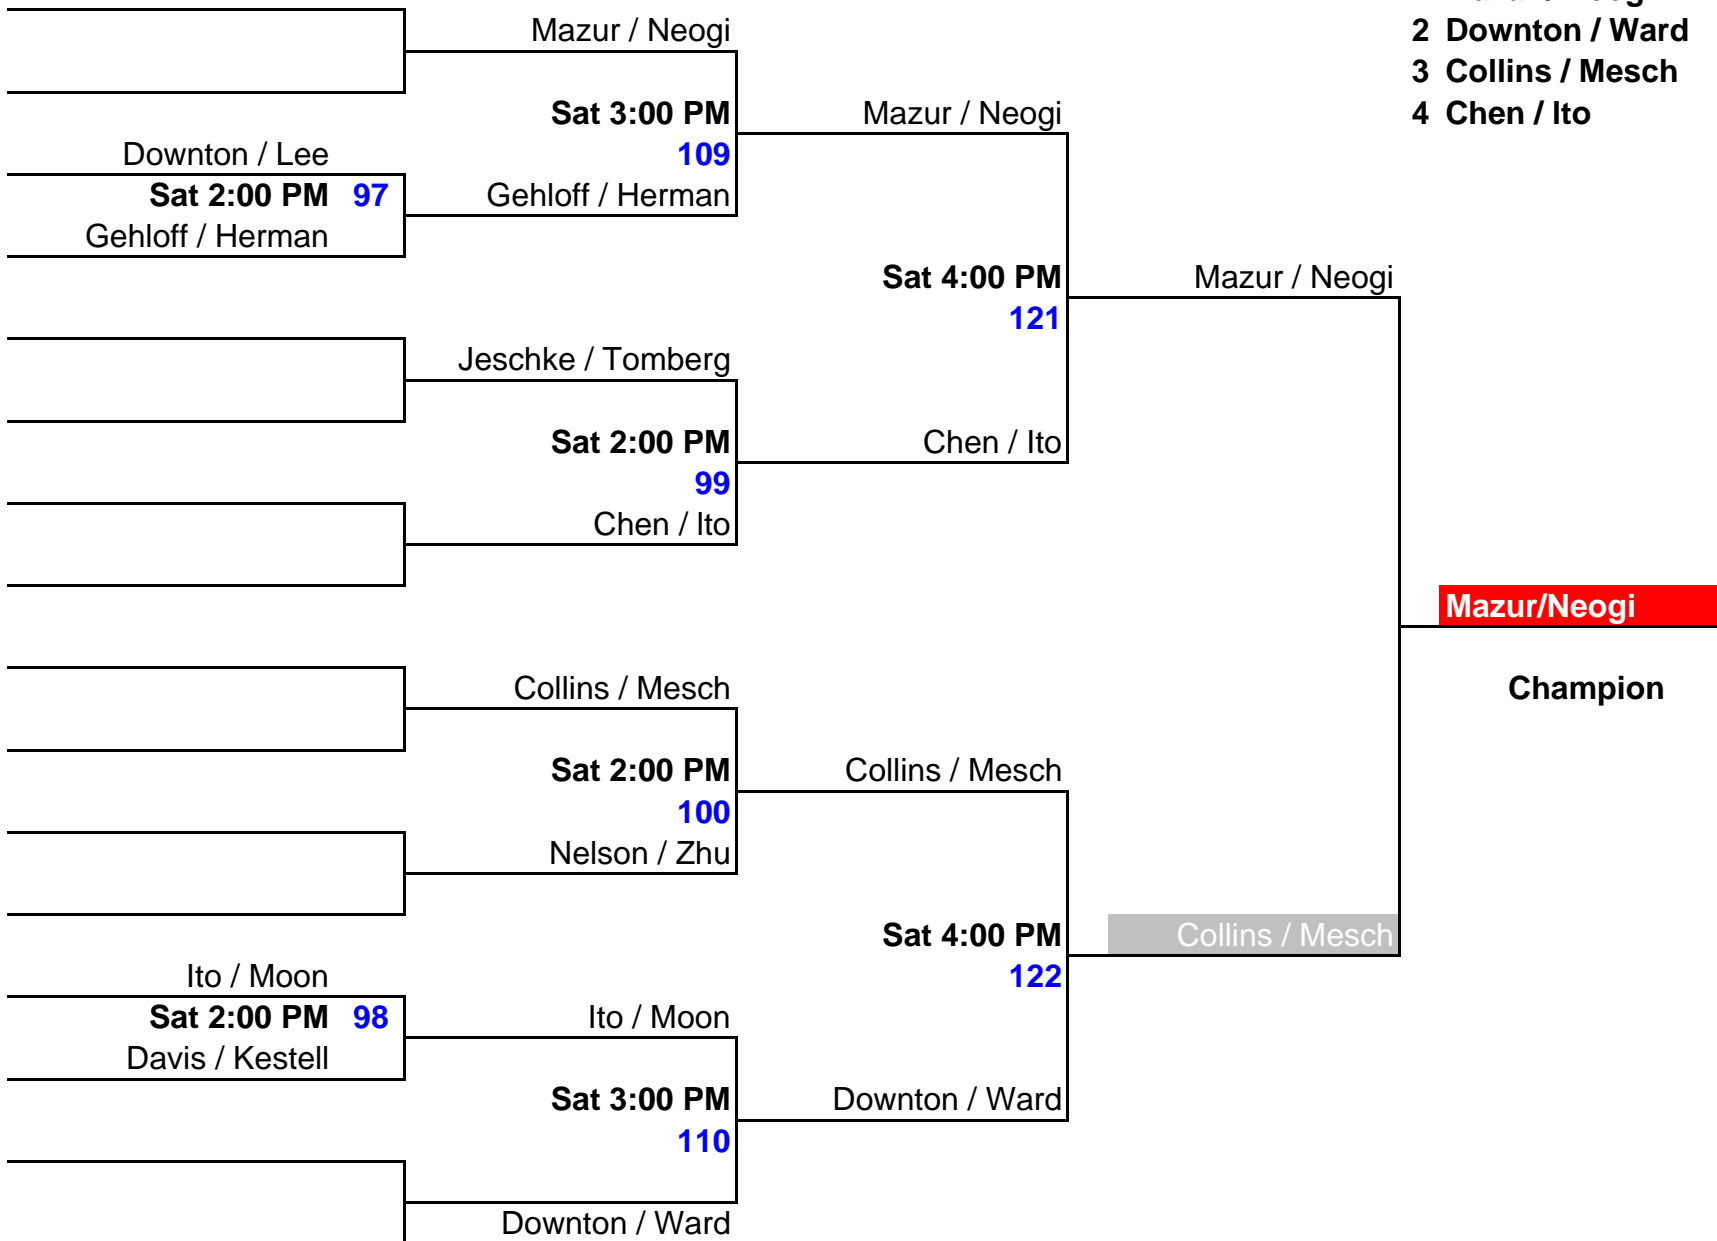 Mazur / Neogi
2 Downton / Ward
3 Collins / Mesch
Sat 3:00 PM
Mazur / Neogi
4 Chen / Ito
Downton / Lee
109
Sat 2:00 PM 97
Gehloff / Herman
Gehloff / Herman
Sat 4:00 PM
Mazur / Neogi
121
Jeschke / Tomberg
Sat 2:00 PM
Chen / Ito
99
Chen / Ito
Mazur/Neogi
Collins / Mesch
Champion
Sat 2:00 PM
Collins / Mesch
100
Nelson / Zhu
Sat 4:00 PM
Collins / Mesch
Ito / Moon
122
Sat 2:00 PM 98
Ito / Moon
Davis / Kestell
Sat 3:00 PM
Downton / Ward
110
Downton / Ward